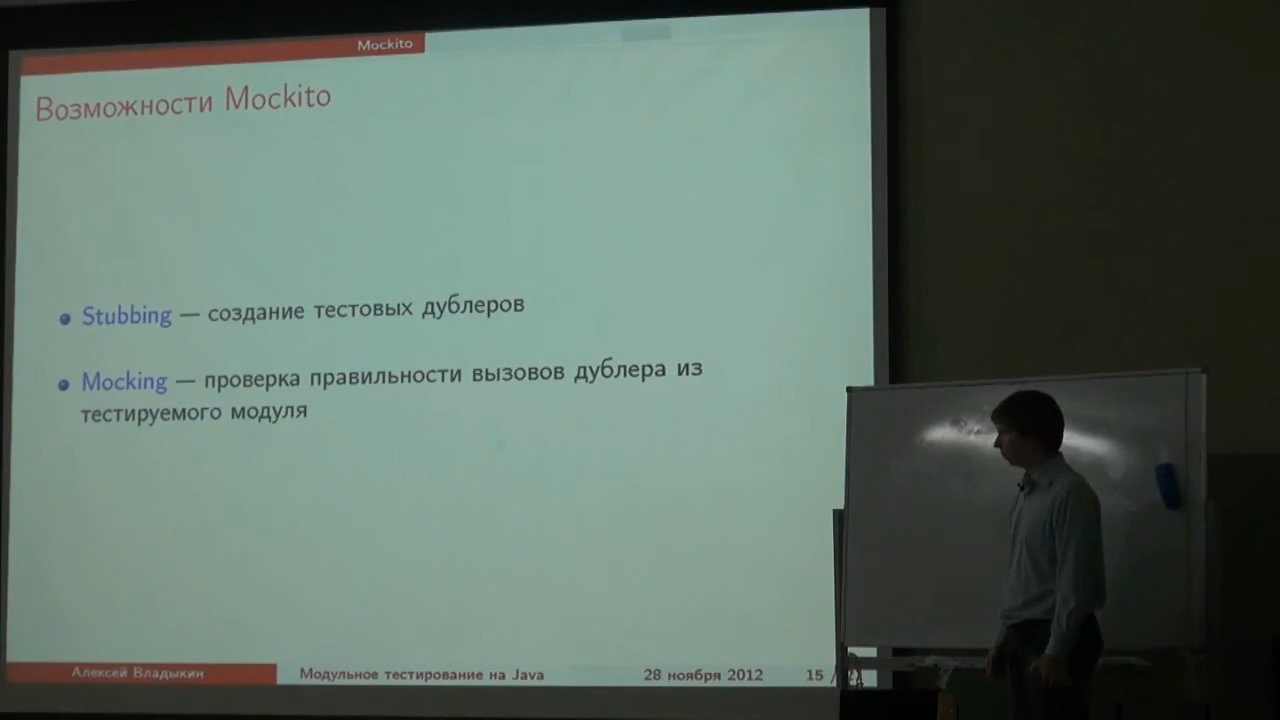 Mockito
Возможности Mockito
Stubbing — создание тестовых дублеров
Mocking — проверка правильности вызовов дублера из
тестируемого модуля
Алексей Владыкин
Модульное тестирование на Java
28 ноября 2012
15 /